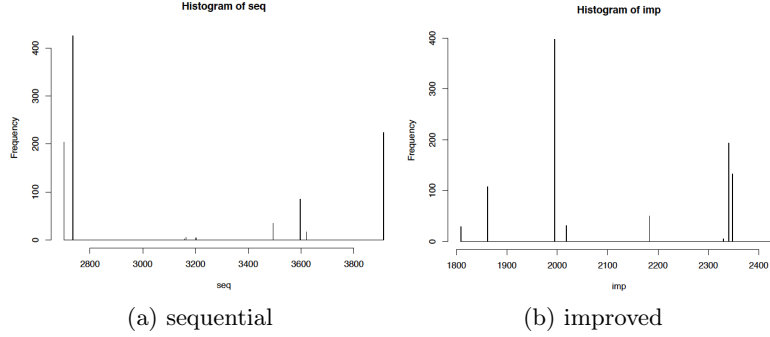 Histogram of seq
Frequency
0
100
200
300
400
2800
3000
3200
3400
3600
3800
seq
(a) sequential
Histogram of imp
Frequency
0
100
200
300
400
1800
1900
2000
2100
2200
2300
2400
imp
(b) improved